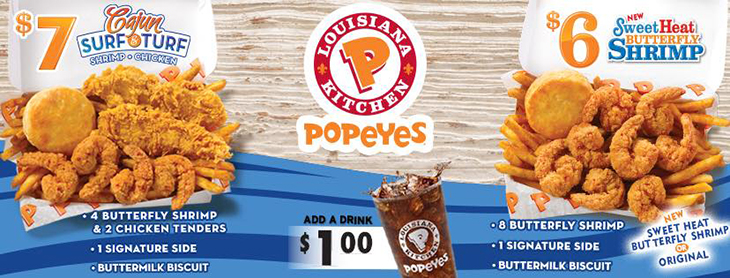 $7
Cajun
SURF & TURF
SHRIMP • CHICKEN
• 4 BUTTERFLY SHRIMP
& 2 CHICKEN TENDERS
• 1 SIGNATURE SIDE
• BUTTERMILK BISCUIT
LOUISIANA
P
KITCHEN
POPEYES
ADD A DRINK
$1 00
LOUISIANA
KITCHEN
POPEYES
$6
NEW
Sweet Heat
BUTTERFLY
SHRIMP
• 8 BUTTERFLY SHRIMP
• 1 SIGNATURE SIDE
• BUTTERMILK BISCUIT
NEW
SWEET HEAT
BUTTERFLY SHRIMP
OR
ORIGINAL